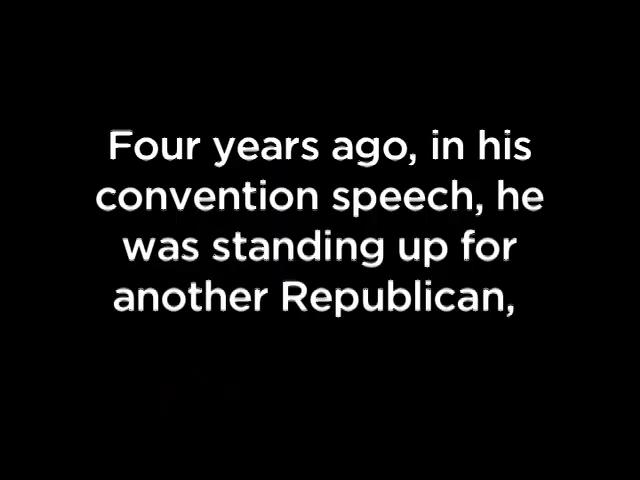 Four years ago, in his
convention speech, he
was standing up for
another Republican,